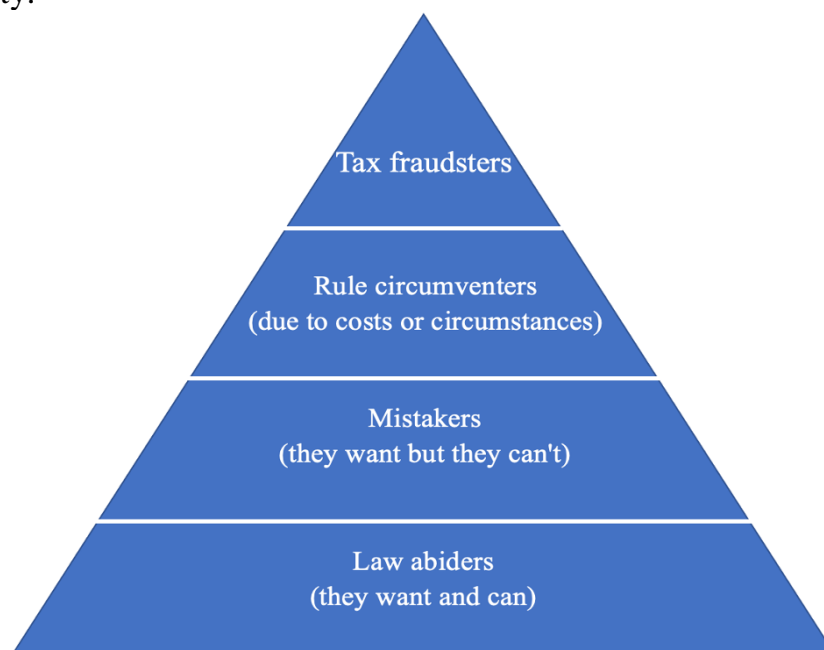 ty.
Tax fraudsters
Rule circumventers
(due to costs or circumstances)
Mistakers
(they want but they can't)
Law abiders
(they want and can)